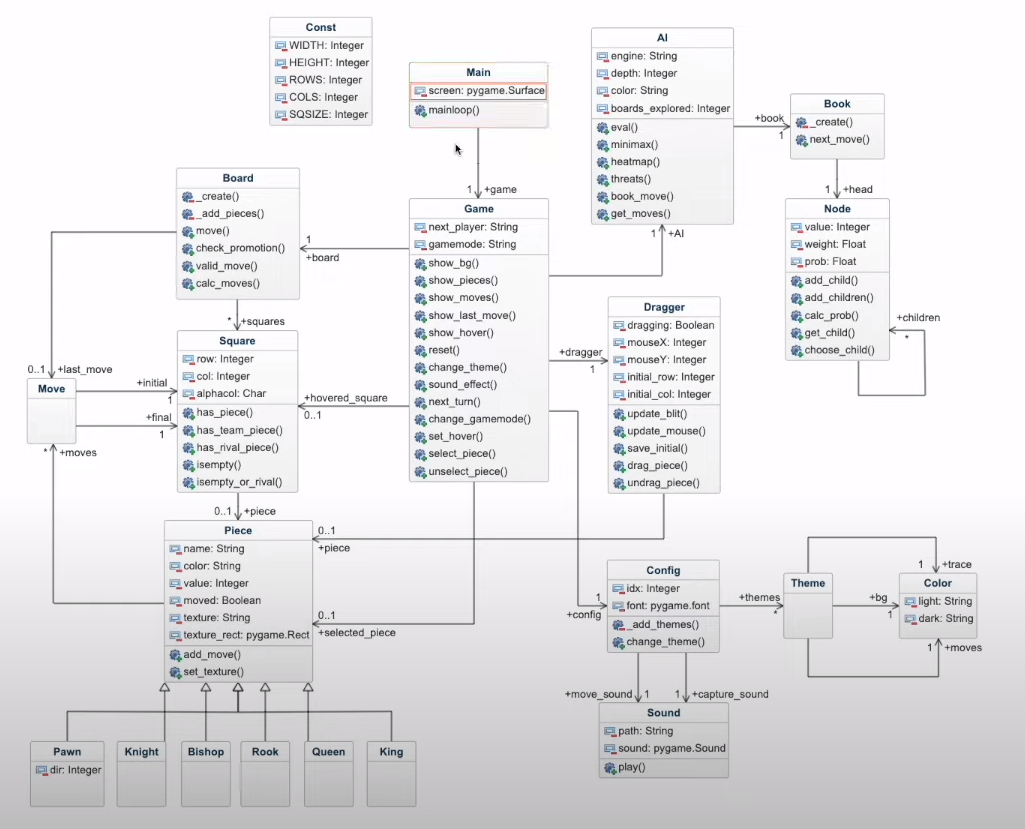 Const
WIDTH: Integer
HEIGHT: Integer
ROWS: Integer
COLS: Integer
SQSIZE: Integer
Main
screen: pygame.Surface
mainloop()
1 +game
AI
engine: String
depth: Integer
color: String
boards_explored: Integer
eval()
minimax()
heatmap()
threats()
book_move()
get_moves()
1 +AI
+book
1
Book
_create()
next_move()
1 +head
Node
value: Integer
weight: Float
prob: Float
add_child()
add_children()
calc_prob()
get_child()
choose_child()
+children
*
Board
_create()
_add_pieces()
move()
check_promotion()
valid_move()
calc_moves()
1
+board
* +squares
Game
next_player: String
gamemode: String
show_bg()
show_pieces()
show_moves()
show_last_move()
show_hover()
reset()
change_theme()
sound_effect()
next_turn()
change_gamemode()
set_hover()
select_piece()
unselect_piece()
+dragger
1
Dragger
dragging: Boolean
mouseX: Integer
mouseY: Integer
initial_row: Integer
initial_col: Integer
update_blit()
update_mouse()
save_initial()
drag_piece()
undrag_piece()
Square
row: Integer
col: Integer
alphacol: Char
has_piece()
has_team_piece()
has_rival_piece()
isempty()
isempty_or_rival()
+hovered_square
0..1
0..1 +last_move
Move
+initial
1
+final
1
* +moves
0..1 +piece
Piece
name: String
color: String
value: Integer
moved: Boolean
texture: String
texture_rect: pygame.Rect
add_move()
set_texture()
0..1
+piece
0..1
+selected_piece
1
+config
Config
idx: Integer
font: pygame.font
_add_themes()
change_theme()
+themes
*
Theme
+bg
1
1 +trace
Color
light: String
dark: String
1 +moves
+move_sound 1
1 +capture_sound
Sound
path: String
sound: pygame.Sound
play()
Pawn
dir: Integer
Knight
Bishop
Rook
Queen
King